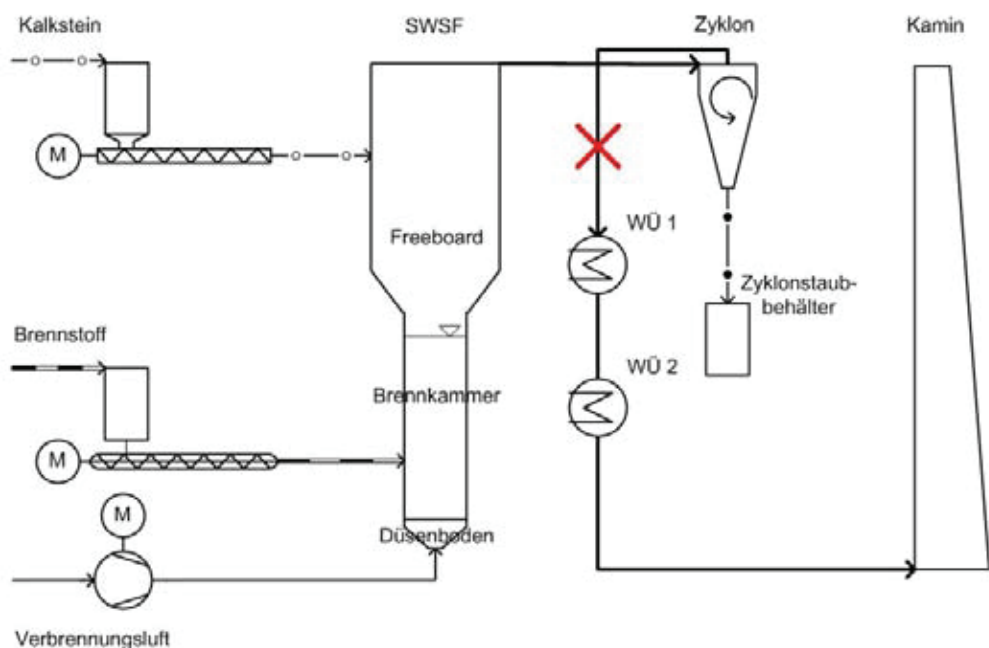 Kalkstein
SWSF
Zyklon
Kamin
M
Freeboard
WÜ 1
Zyklonstaub-
behälter
Brennstoff
WÜ 2
Brennkammer
M
M
Düsenboden
Verbrennungsluft